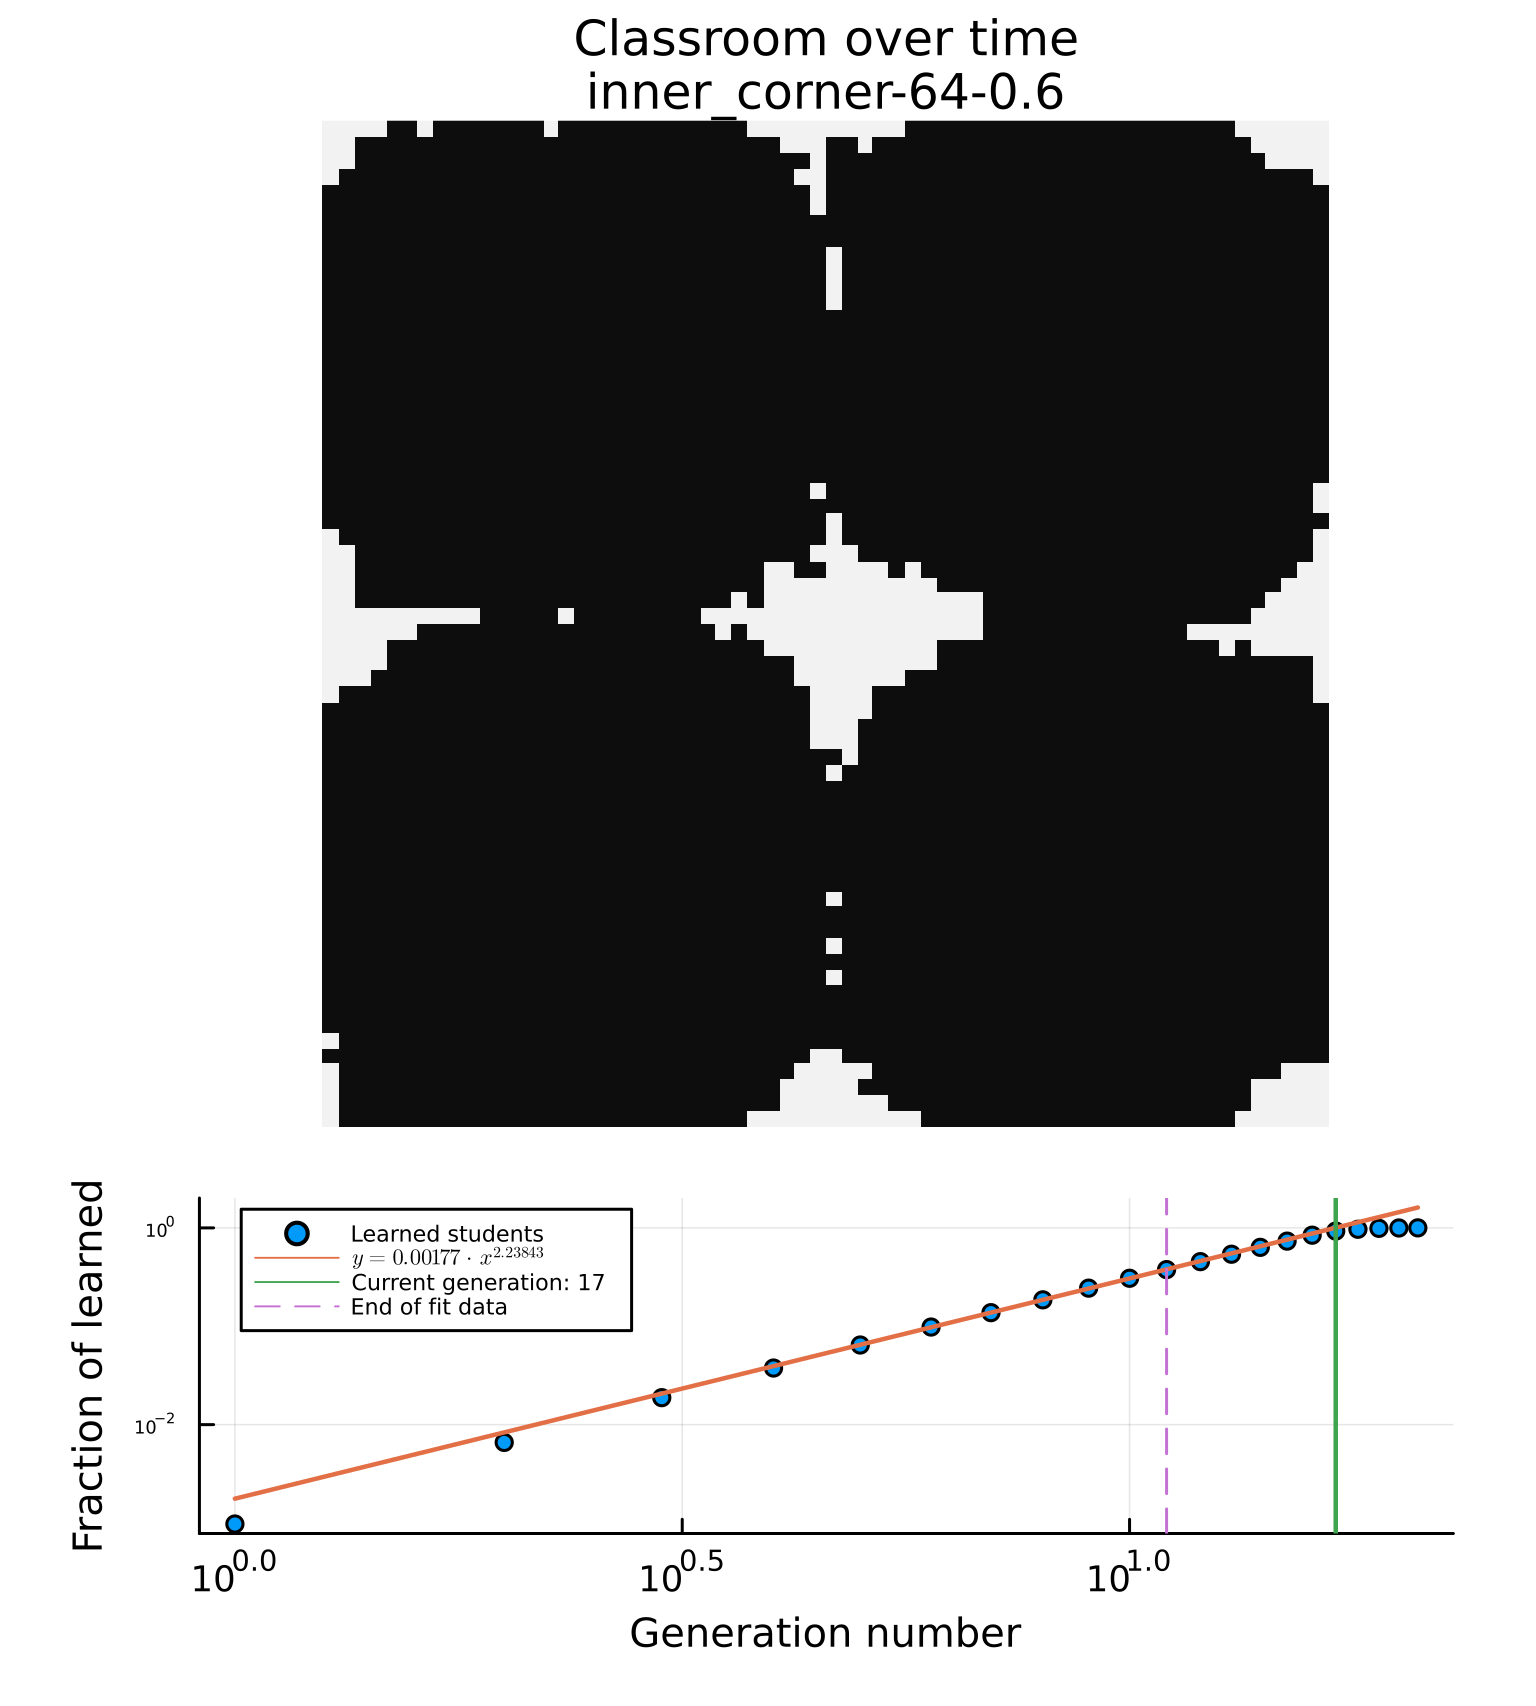 Classroom over time
inner_corner-64-0.6
Fraction of learned
10^0
10^-2
Learned students
y = 0.00177 · x^2.23843
Current generation: 17
End of fit data
10^0.0
10^0.5
10^1.0
Generation number